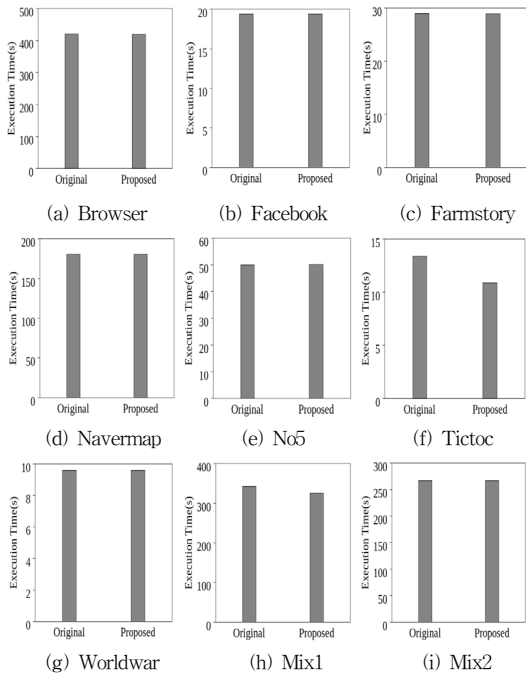 Execution Time(s)
500
400
300
200
100
0
Original Proposed
(a) Browser
Execution Time(s)
20
15
10
5
0
Original Proposed
(b) Facebook
Execution Time(s)
30
20
10
0
Original Proposed
(c) Farmstory
Execution Time(s)
200
150
100
50
0
Original Proposed
(d) Navermap
Execution Time(s)
60
50
40
30
20
10
0
Original Proposed
(e) No5
Execution Time(s)
15
10
5
0
Original Proposed
(f) Tictoc
Execution Time(s)
10
8
6
4
2
0
Original Proposed
(g) Worldwar
Execution Time(s)
400
300
200
100
0
Original Proposed
(h) Mix1
Execution Time(s)
300
250
200
150
100
50
0
Original Proposed
(i) Mix2